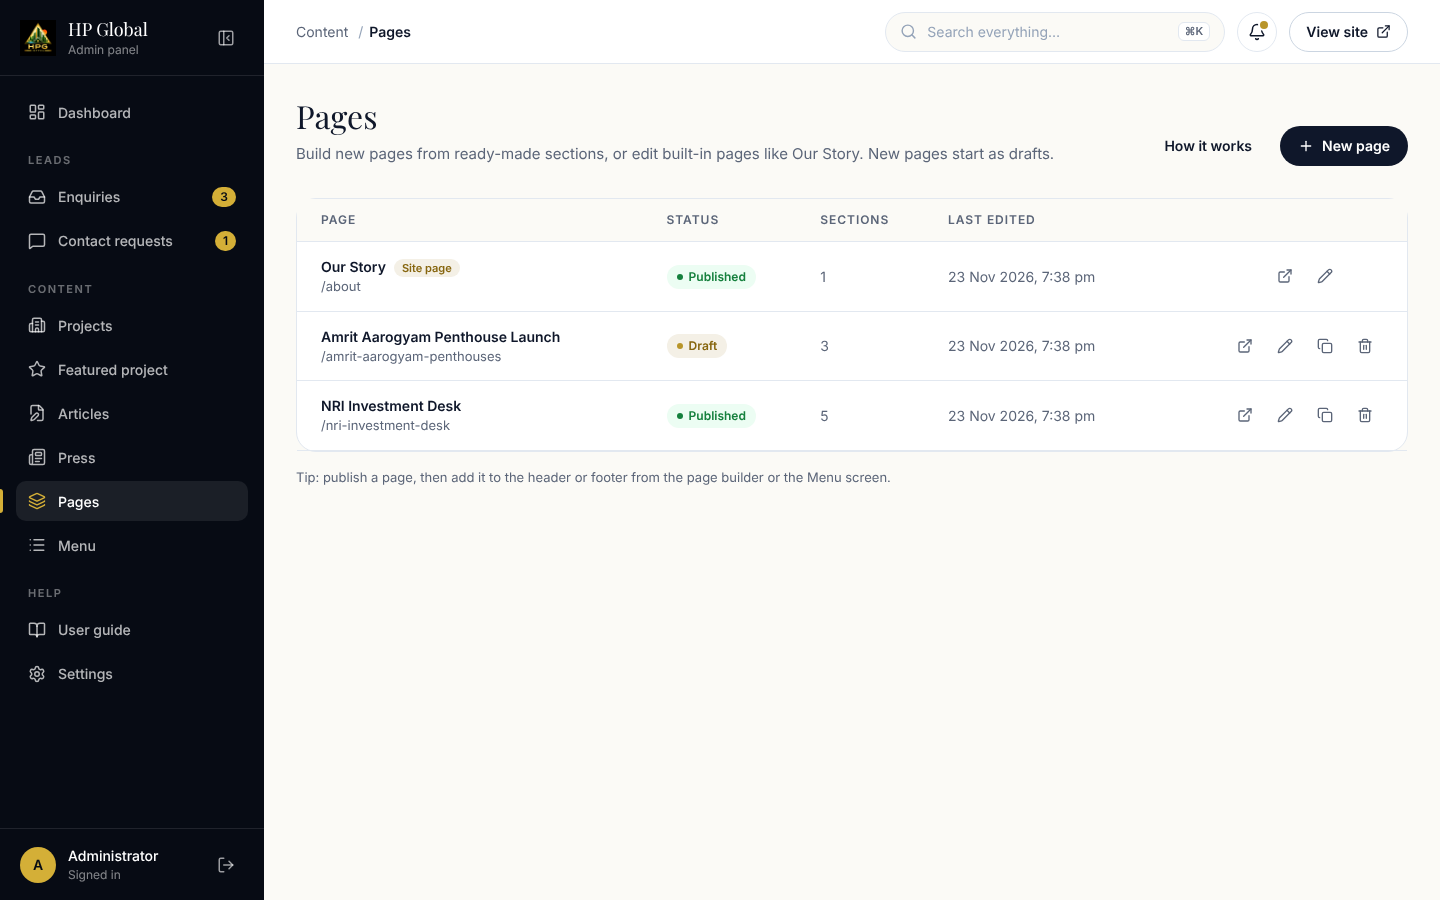 HP Global
Admin panel
Dashboard
LEADS
Enquiries 3
Contact requests 1
CONTENT
Projects
Featured project
Articles
Press
Pages
Menu
HELP
User guide
Settings
A
Administrator
Signed in
Content / Pages
Search everything... ⌘K
View site
Pages
Build new pages from ready-made sections, or edit built-in pages like Our Story. New pages start as drafts.
How it works
+ New page
PAGE STATUS SECTIONS LAST EDITED
Our Story Site page
/about
Published 1 23 Nov 2026, 7:38 pm
Amrit Aarogyam Penthouse Launch
/amrit-aarogyam-penthouses
Draft 3 23 Nov 2026, 7:38 pm
NRI Investment Desk
/nri-investment-desk
Published 5 23 Nov 2026, 7:38 pm
Tip: publish a page, then add it to the header or footer from the page builder or the Menu screen.